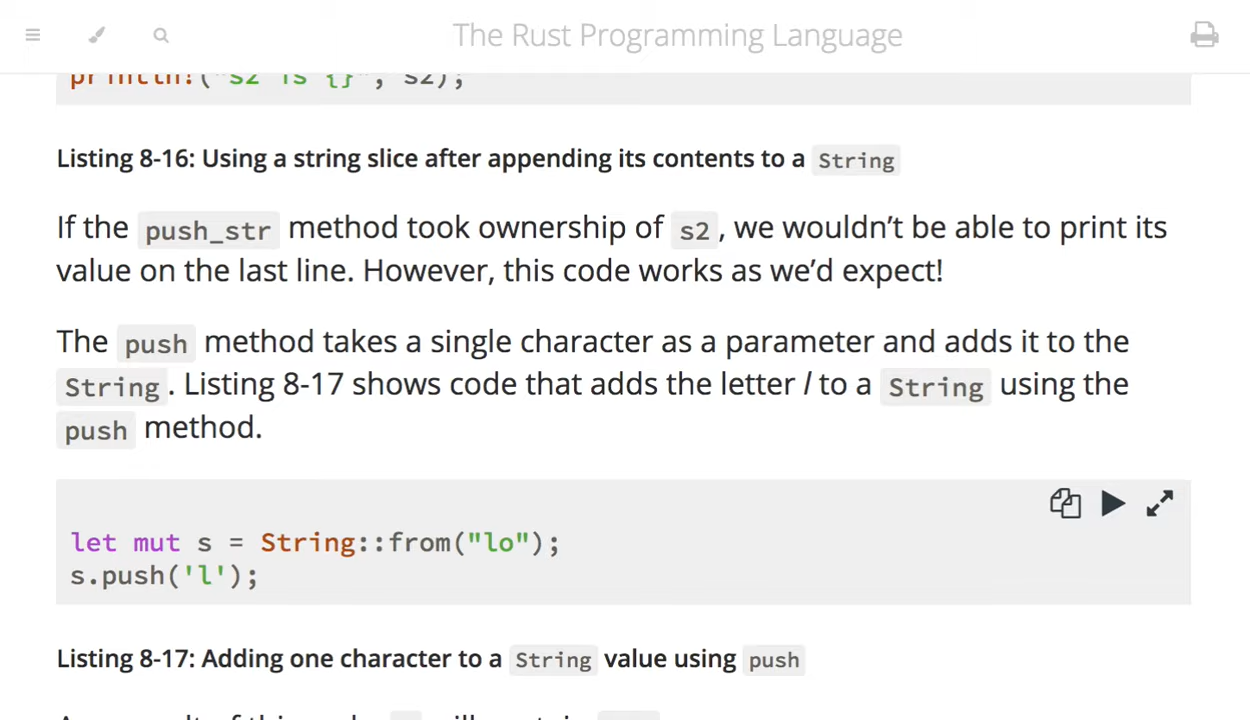 The Rust Programming Language
println!("s2 is {}", s2);
Listing 8-16: Using a string slice after appending its contents to a String
If the push_str method took ownership of s2, we wouldn’t be able to print its
value on the last line. However, this code works as we’d expect!
The push method takes a single character as a parameter and adds it to the
String. Listing 8-17 shows code that adds the letter l to a String using the
push method.
let mut s = String::from("lo");
s.push('l');
Listing 8-17: Adding one character to a String value using push